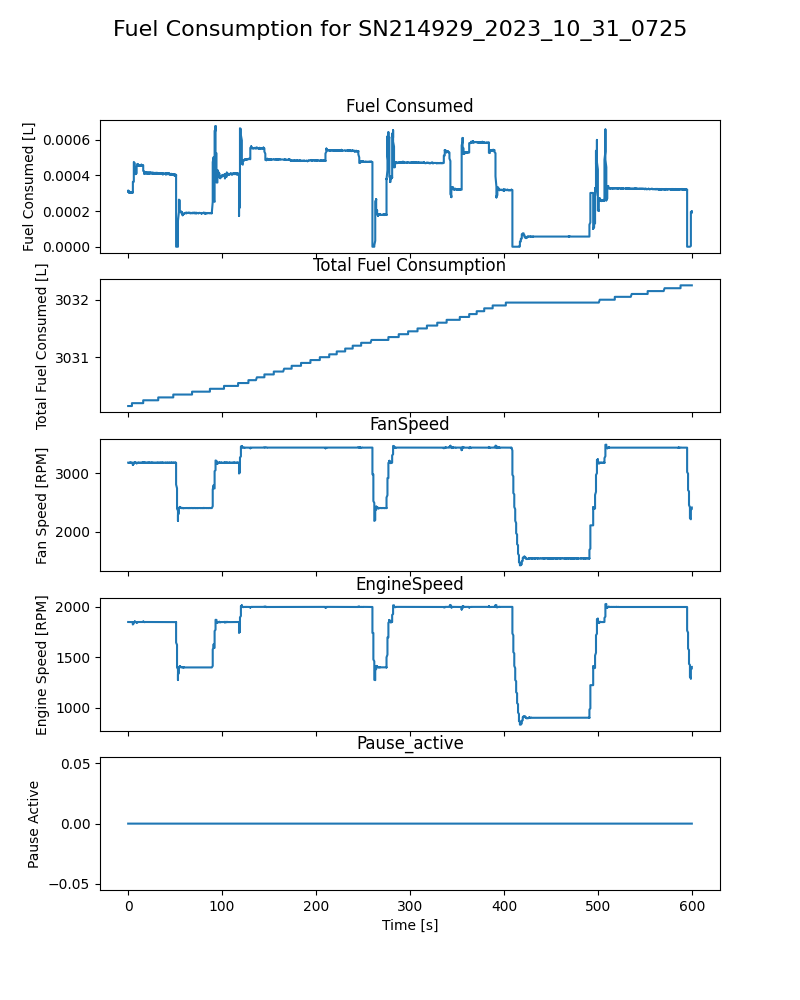 Fuel Consumption for SN214929_2023_10_31_0725
Fuel Consumed
Fuel Consumed [L]
0.0006
0.0004
0.0002
0.0000
Total Fuel Consumption
Total Fuel Consumed [L]
3032
3031
FanSpeed
Fan Speed [RPM]
3000
2000
EngineSpeed
Engine Speed [RPM]
2000
1500
1000
Pause_active
Pause Active
0.05
0.00
−0.05
0 100 200 300 400 500 600
Time [s]